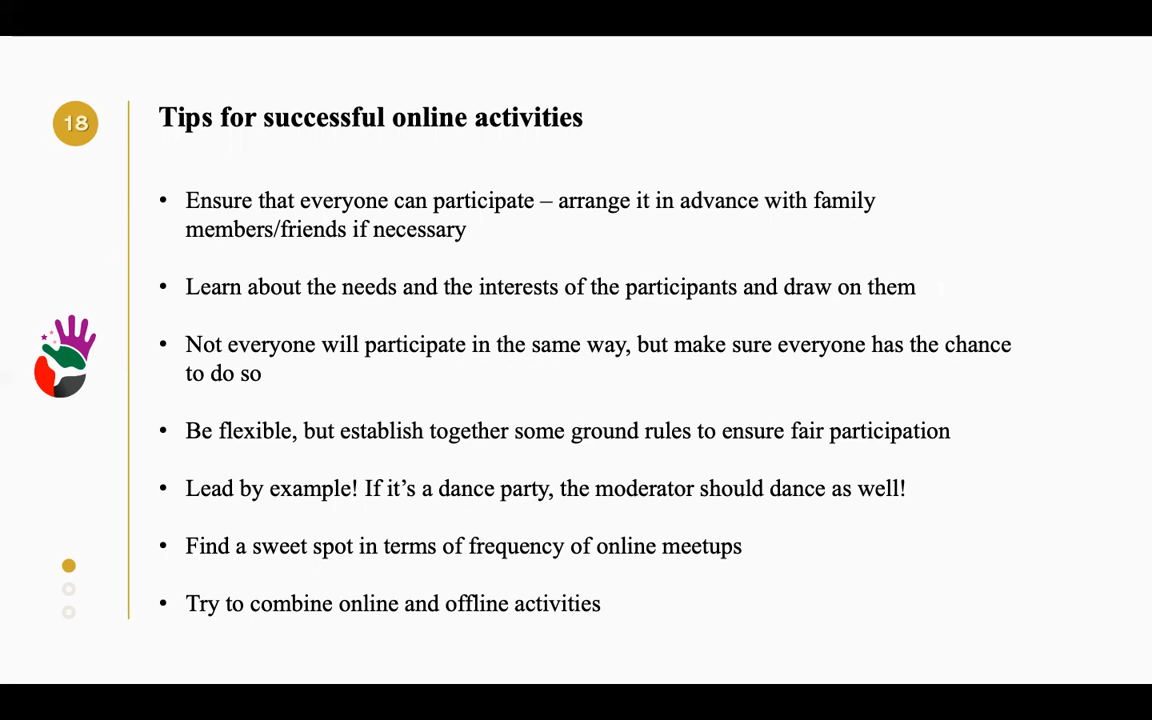 18
Tips for successful online activities
• Ensure that everyone can participate – arrange it in advance with family
members/friends if necessary
• Learn about the needs and the interests of the participants and draw on them
• Not everyone will participate in the same way, but make sure everyone has the chance
to do so
• Be flexible, but establish together some ground rules to ensure fair participation
• Lead by example! If it’s a dance party, the moderator should dance as well!
• Find a sweet spot in terms of frequency of online meetups
• Try to combine online and offline activities